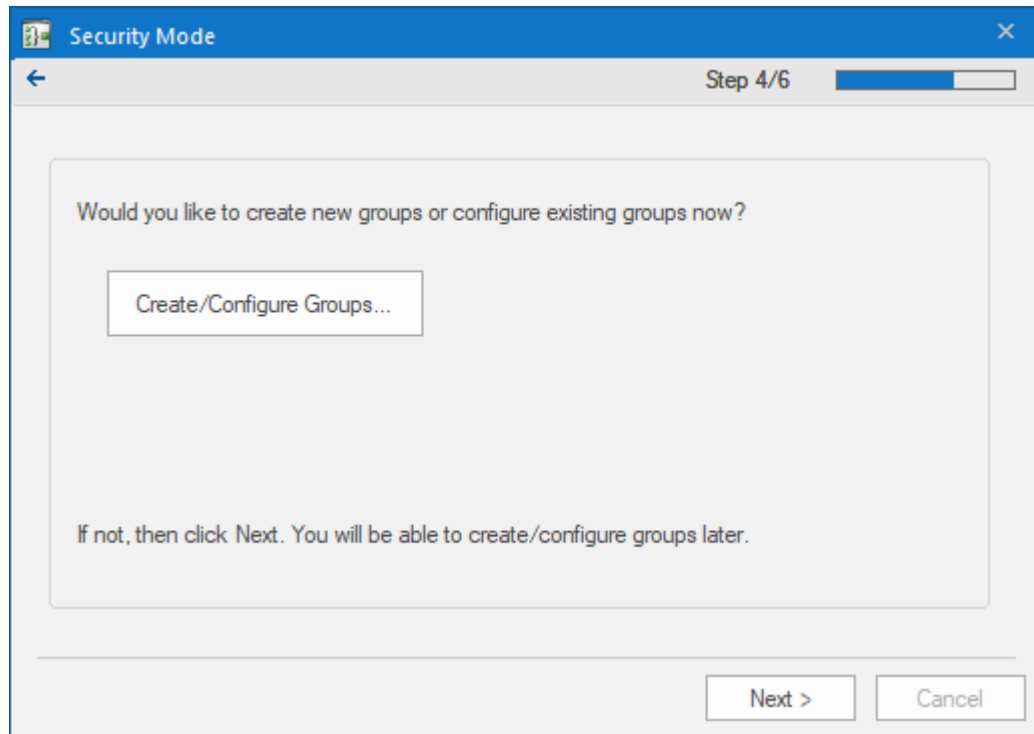 Security Mode
Step 4/6
Would you like to create new groups or configure existing groups now?
Create/Configure Groups...
If not, then click Next. You will be able to create/configure groups later.
Next >
Cancel